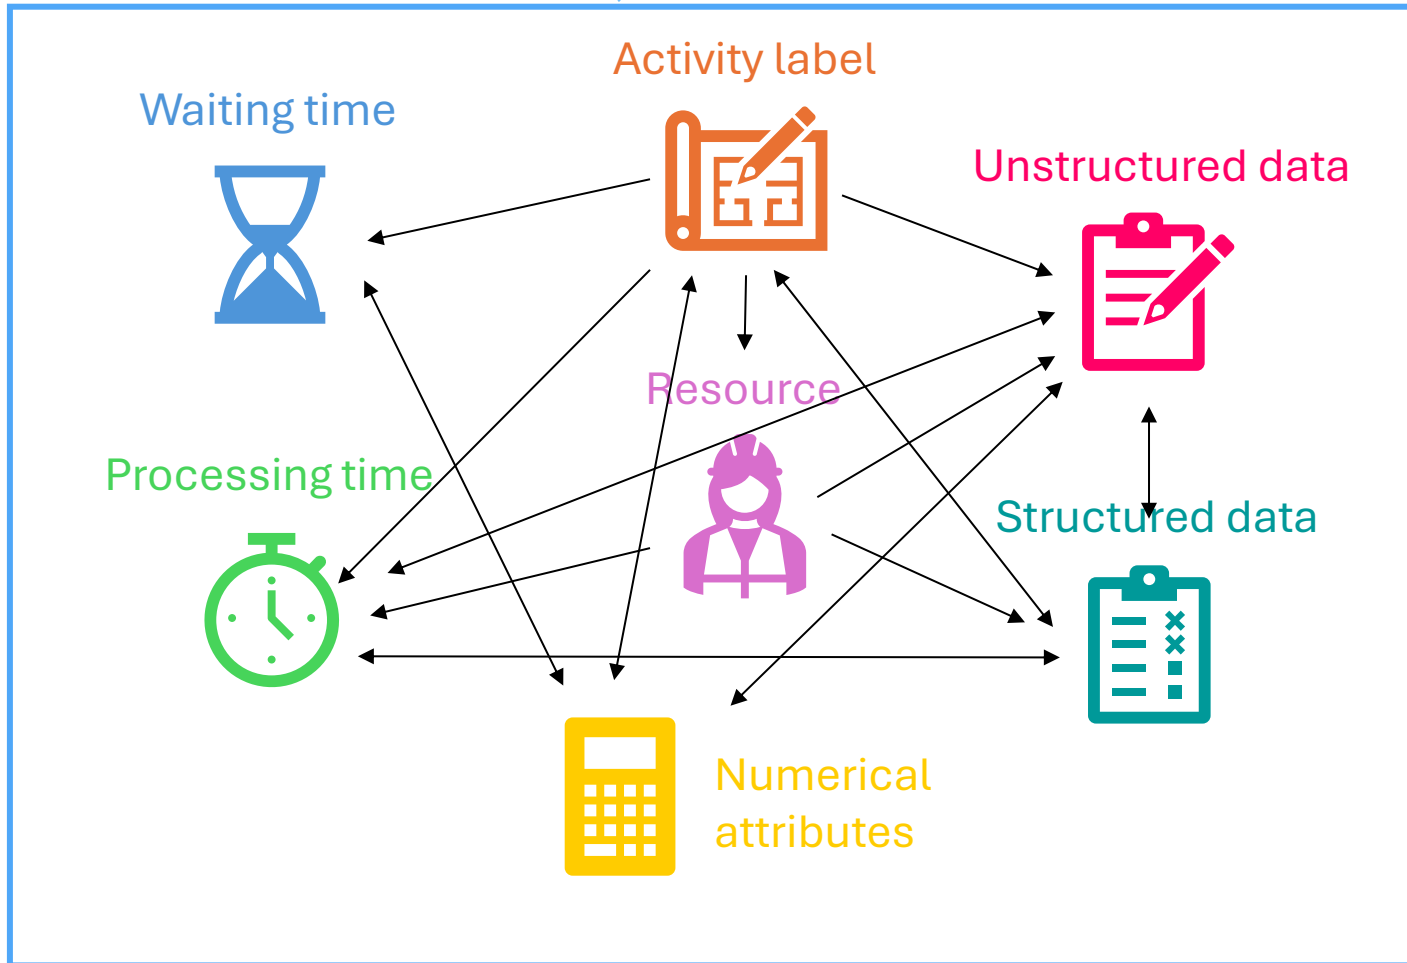 Activity label
Waiting time
Unstructured data
Resource
Processing time
Structured data
Numerical
attributes